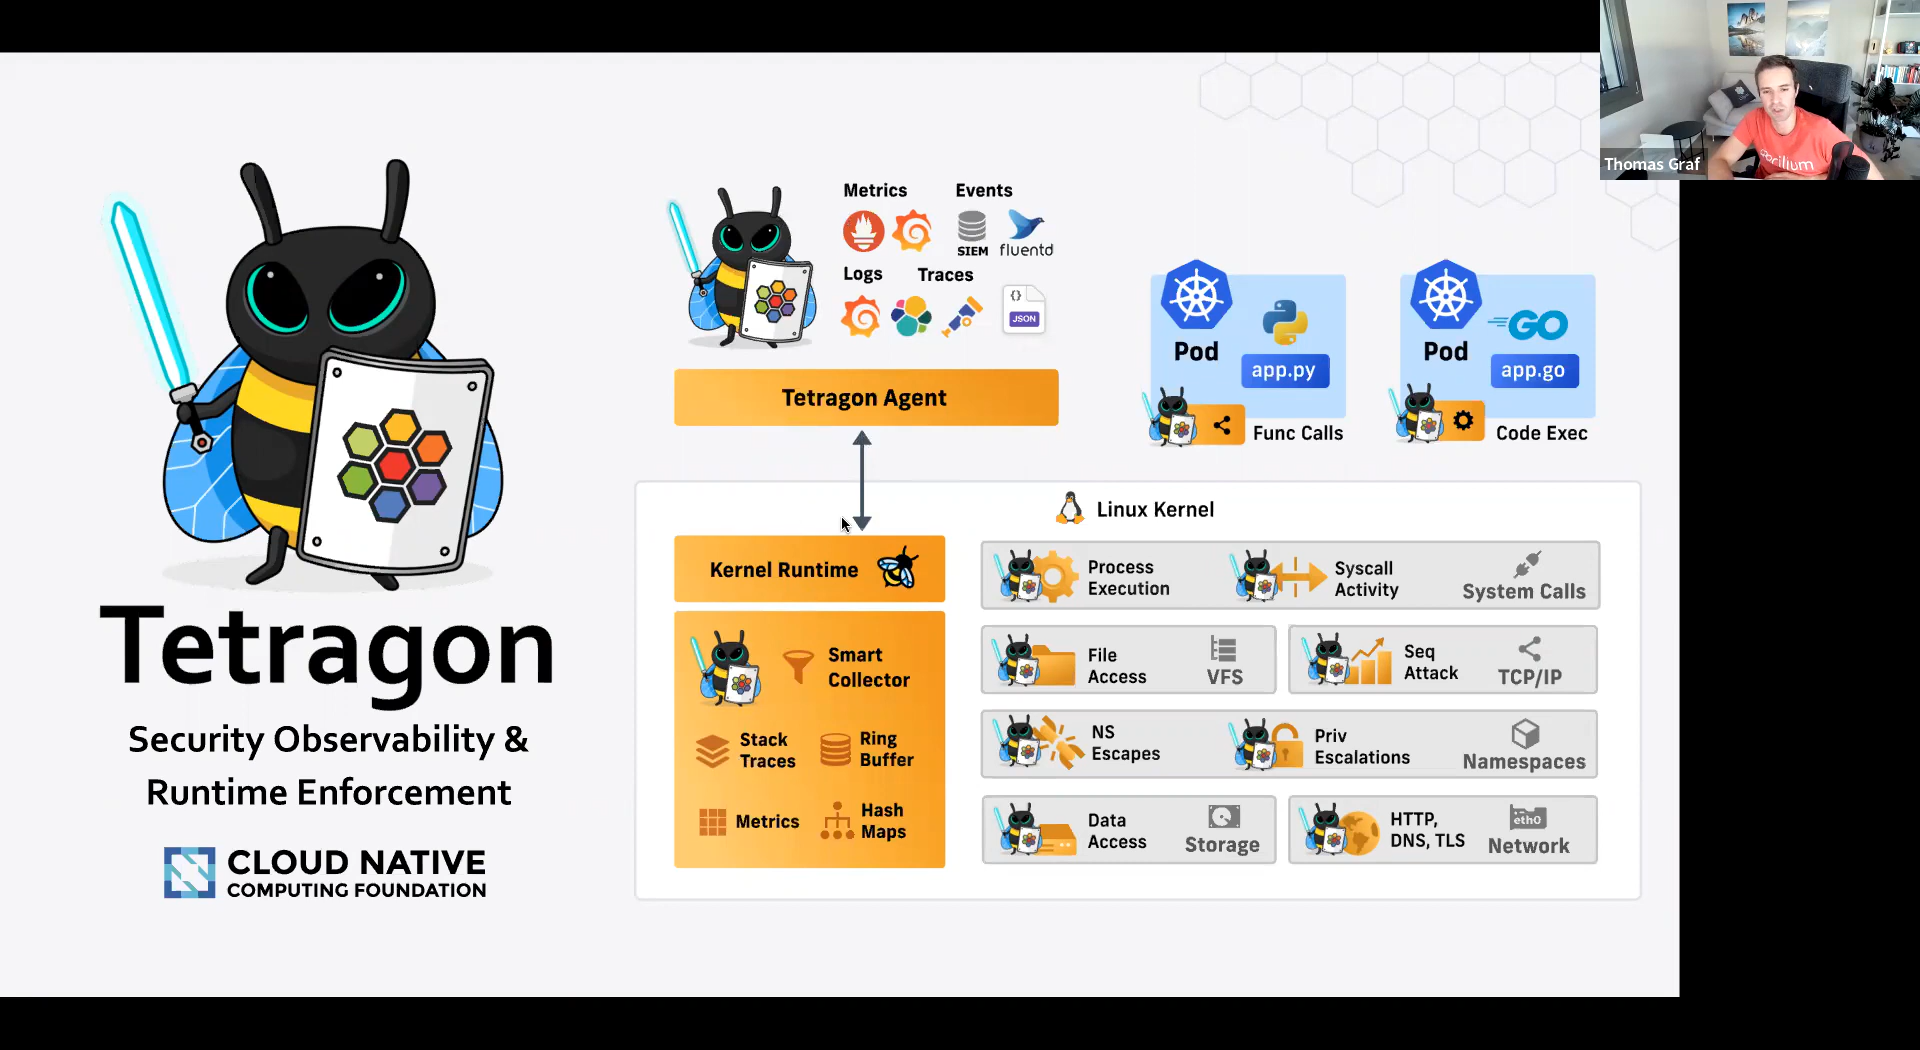 Thomas Graf
cilium
Tetragon
Security Observability &
Runtime Enforcement
CLOUD NATIVE
COMPUTING FOUNDATION
Metrics
Events
SIEM
fluentd
Logs
Traces
{}
JSON
Tetragon Agent
Pod
app.py
Func Calls
Pod
GO
app.go
Code Exec
Linux Kernel
Kernel Runtime
Smart
Collector
Stack
Traces
Ring
Buffer
Metrics
Hash
Maps
Process
Execution
Syscall
Activity
System Calls
File
Access
VFS
Seq
Attack
TCP/IP
NS
Escapes
Priv
Escalations
Namespaces
Data
Access
Storage
HTTP,
DNS, TLS
eth0
Network